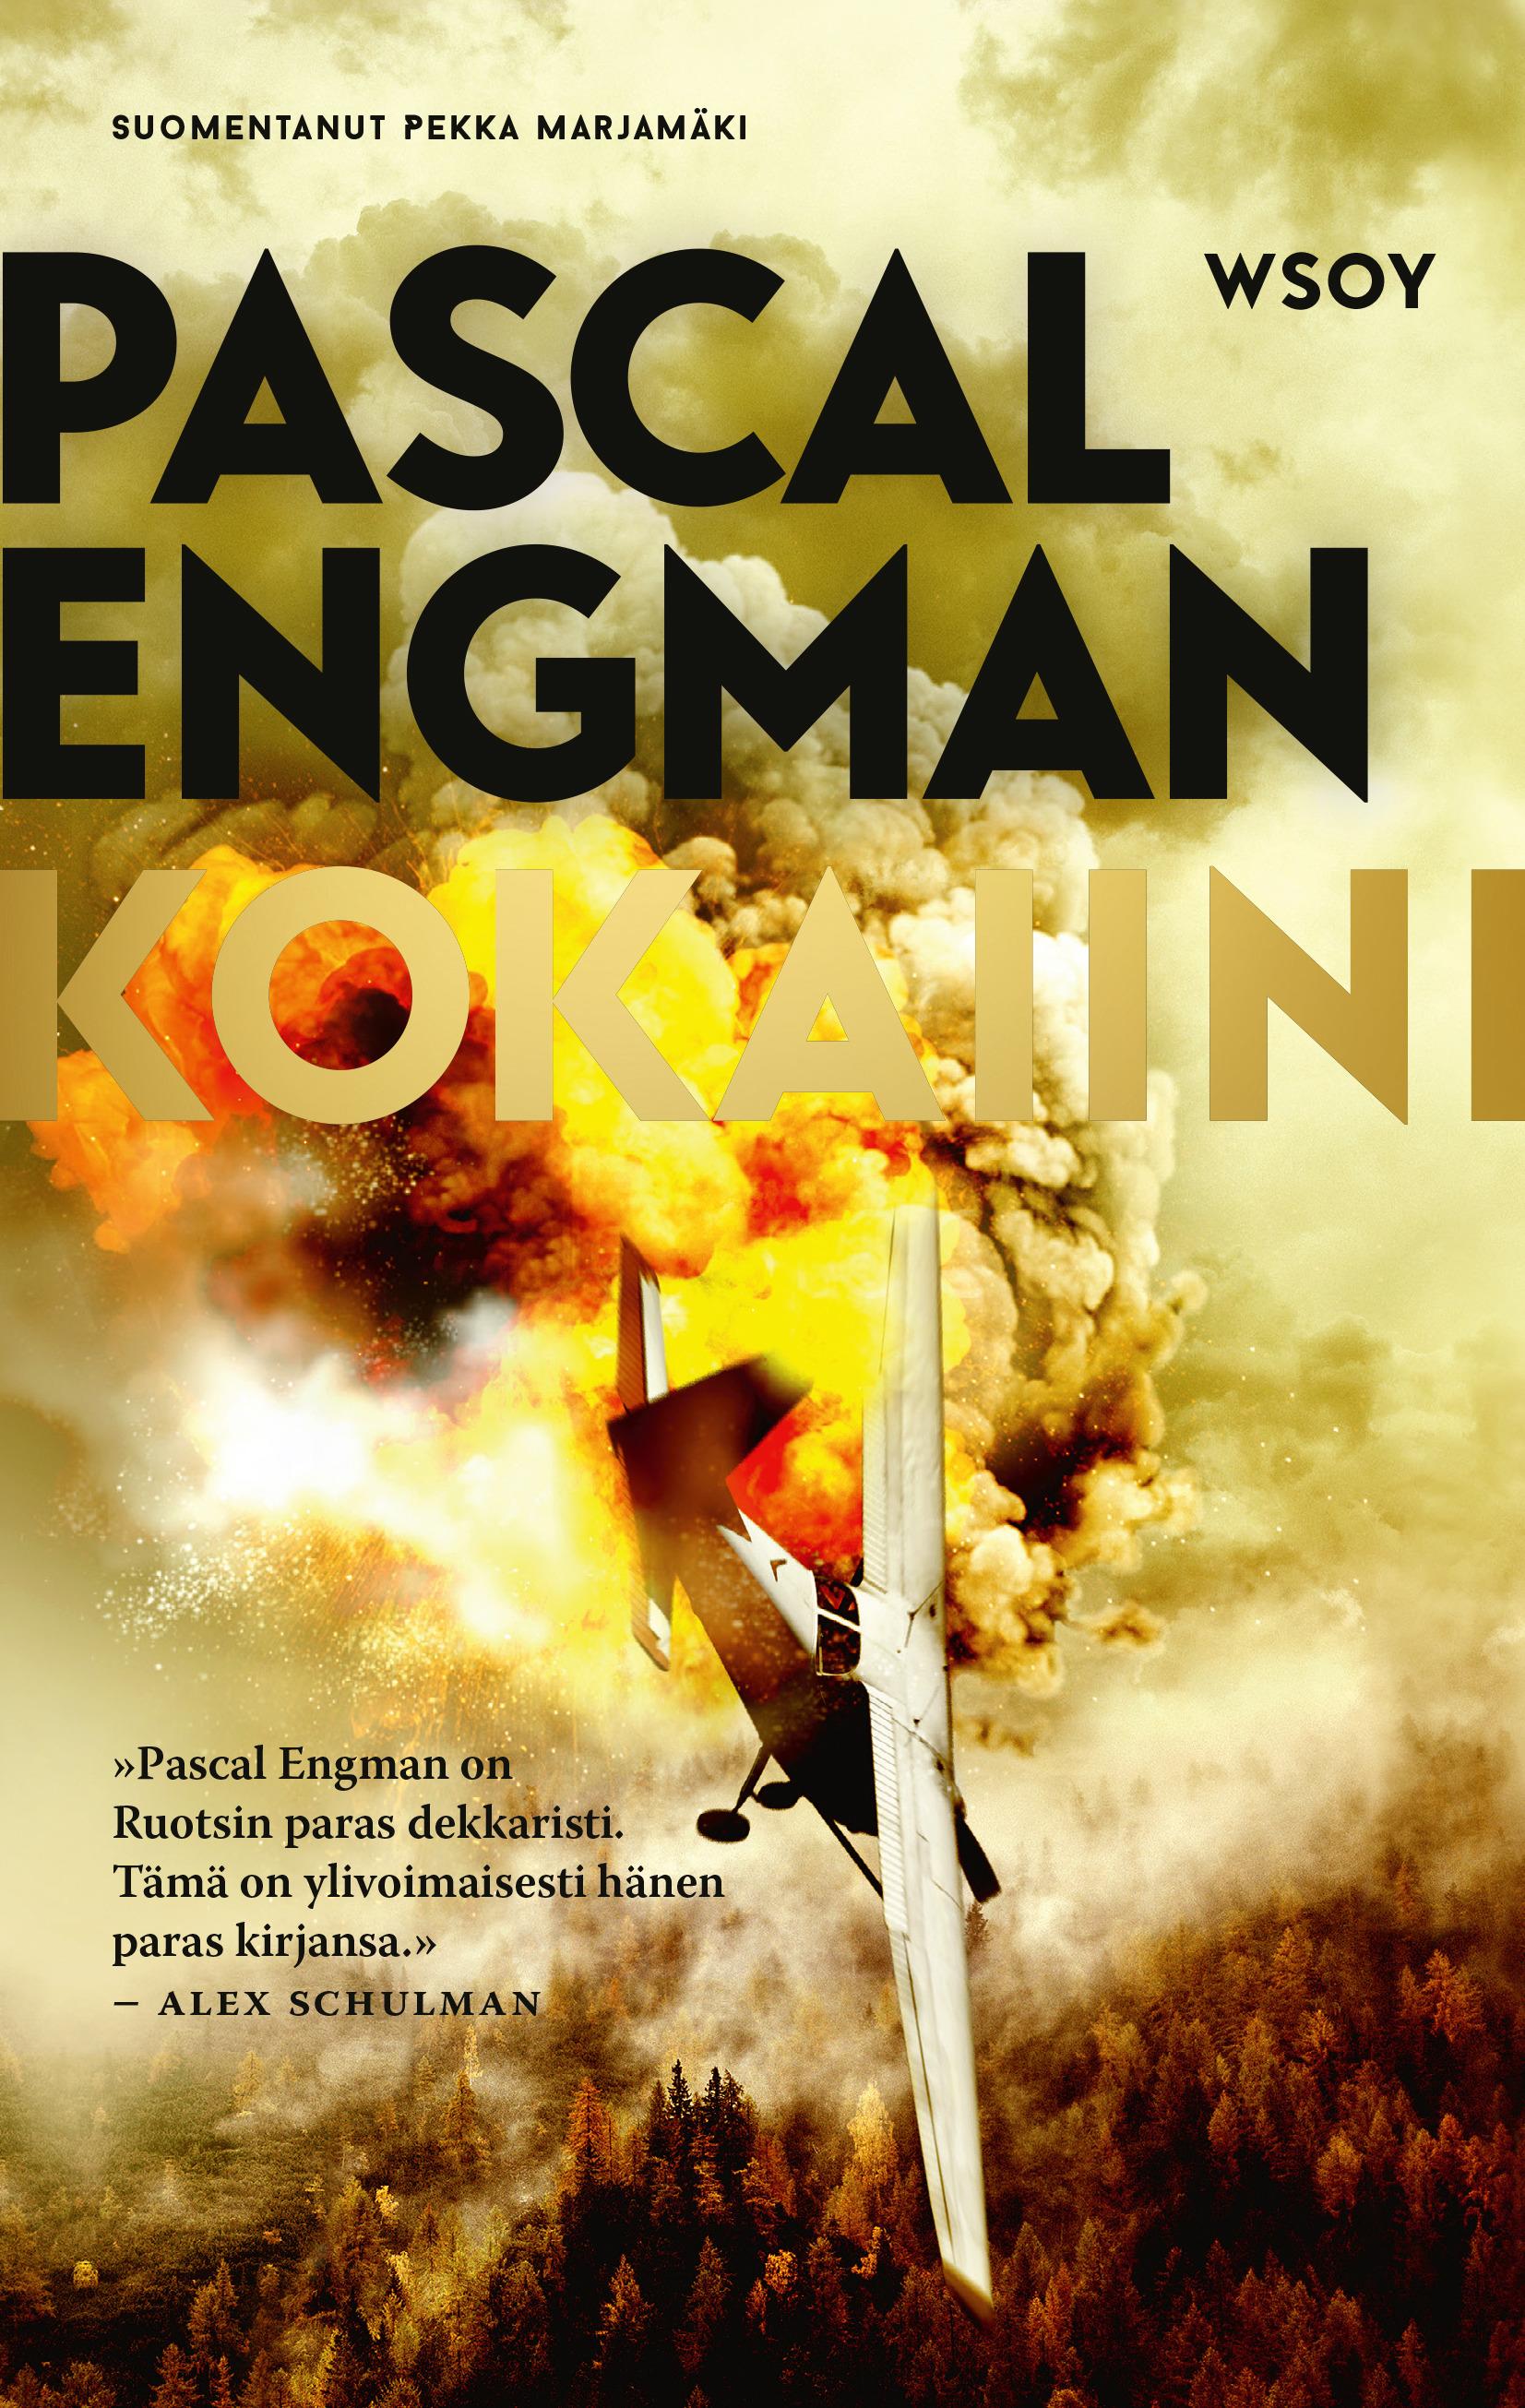 SUOMENTANUT PEKKA MARJAMÄKI
PASCAL
WSOY
ENGMAN
KOKAIINI
»Pascal Engman on
Ruotsin paras dekkaristi.
Tämä on ylivoimaisesti hänen
paras kirjansa.»
– ALEX SCHULMAN